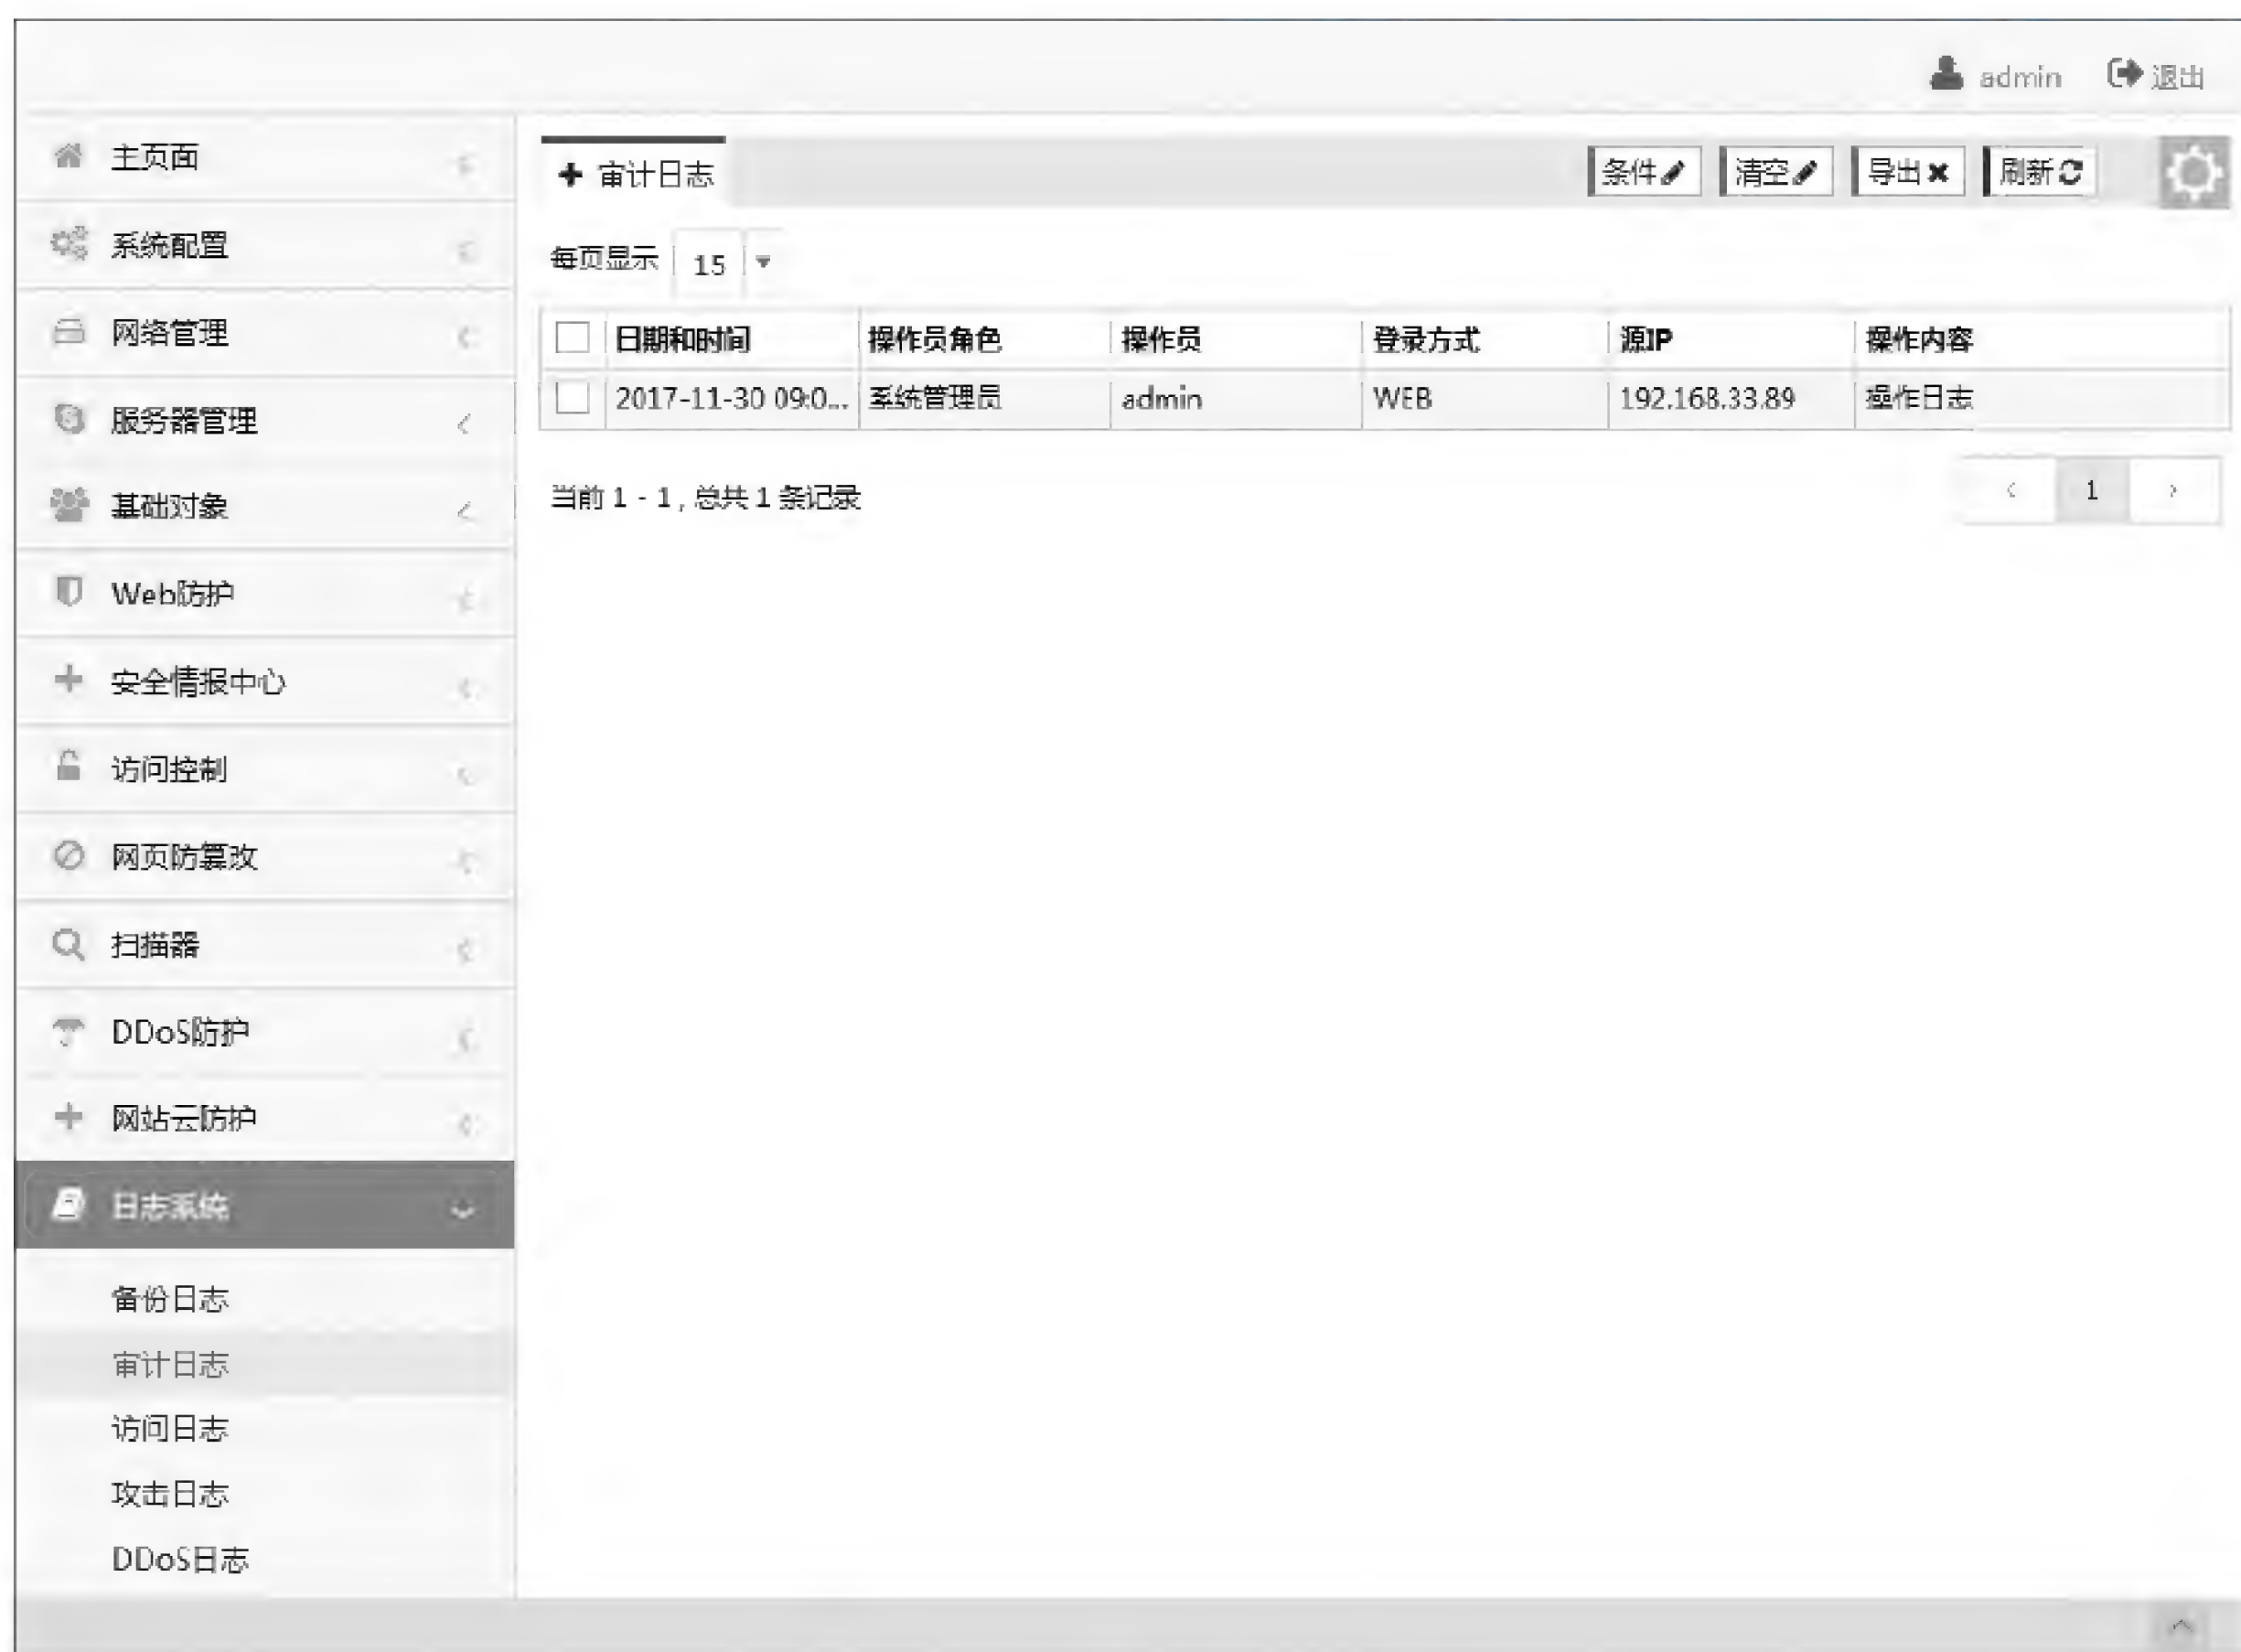 admin 退出
主页面
系统配置
网络管理
服务器管理
基础对象
Web防护
安全情报中心
访问控制
网页防篡改
扫描器
DDoS防护
网站云防护
日志系统
备份日志
审计日志
访问日志
攻击日志
DDoS日志
审计日志 条件 清空 导出 刷新
每页显示 15
日期和时间 操作员角色 操作员 登录方式 源IP 操作内容
2017-11-30 09:0... 系统管理员 admin WEB 192.168.33.89 操作日志
当前 1 - 1 , 总共 1 条记录 < 1 >